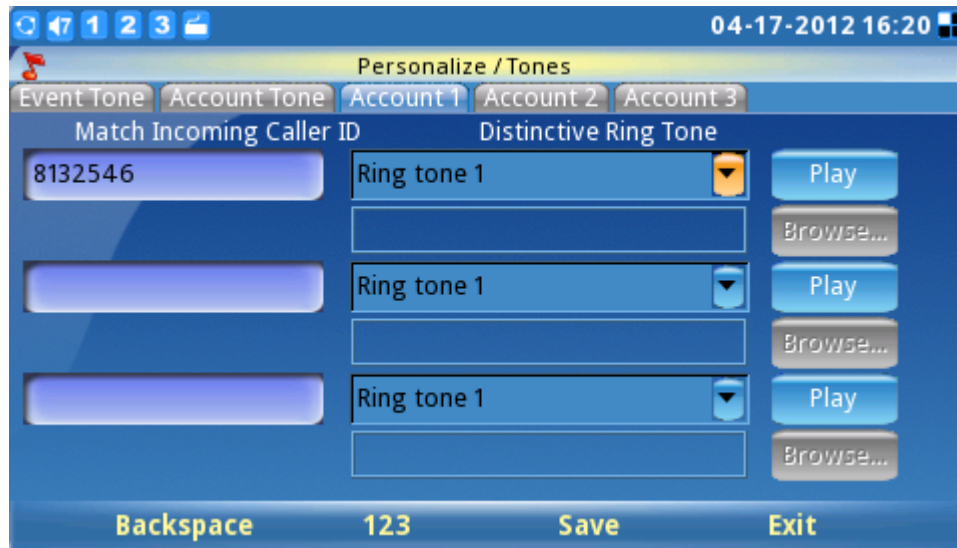 7 1 2 3 04-17-2012 16:20
Personalize / Tones
Event Tone Account Tone Account 1 Account 2 Account 3
Match Incoming Caller ID Distinctive Ring Tone
8132546 Ring tone 1 Play
Browse...
Ring tone 1 Play
Browse...
Ring tone 1 Play
Browse...
Backspace 123 Save Exit